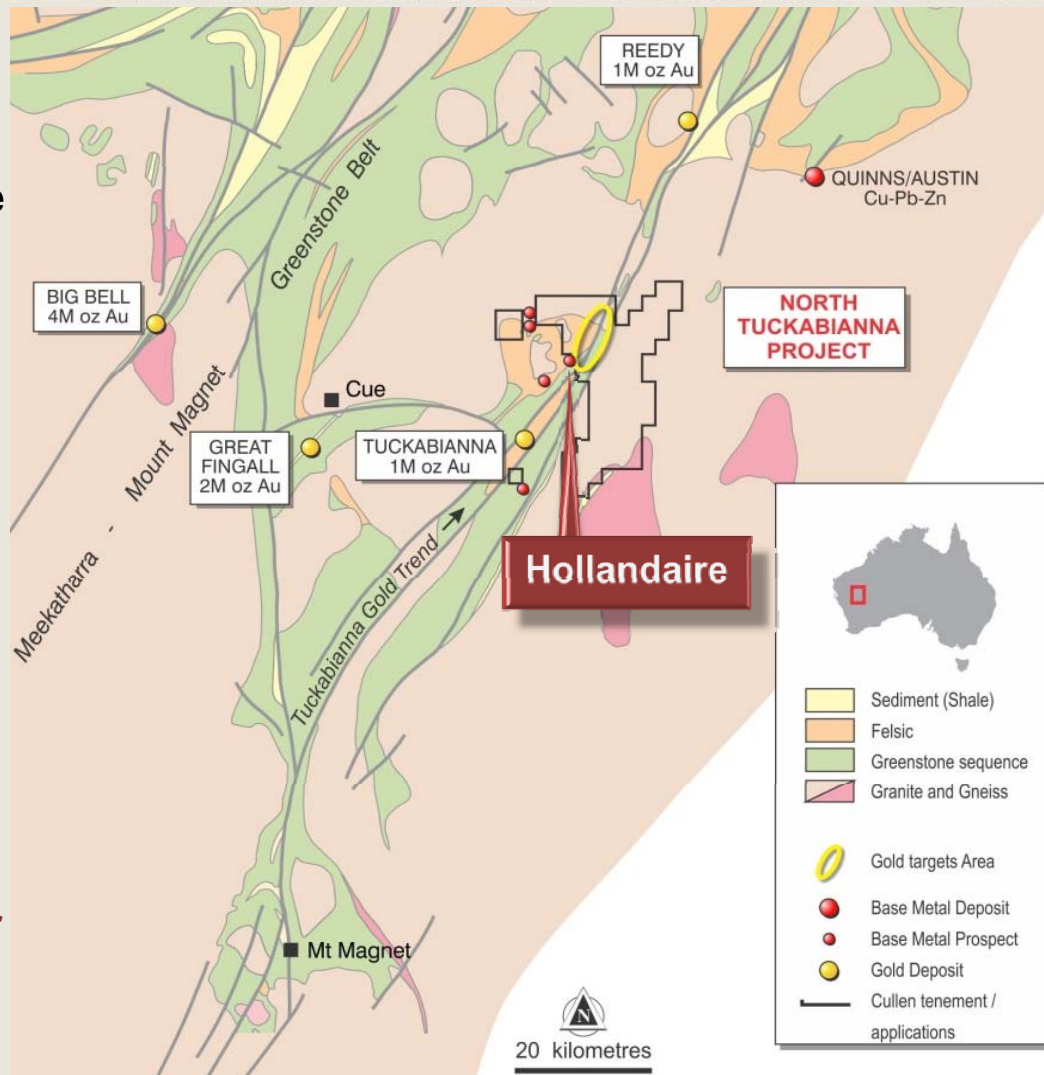 REEDY
1M oz Au
QUINNS/AUSTIN
Cu-Pb-Zn
Greenstone Belt
BIG BELL
4M oz Au
NORTH
TUCKABIANNA
PROJECT
Cue
Mount Magnet
-
Meekatharra
GREAT
FINGALL
2M oz Au
TUCKABIANNA
1M oz Au
Tuckabianna Gold Trend
Hollandaire
Mt Magnet
Sediment (Shale)
Felsic
Greenstone sequence
Granite and Gneiss
Gold targets Area
Base Metal Deposit
Base Metal Prospect
Gold Deposit
Cullen tenement /
applications
N
20 kilometres
e